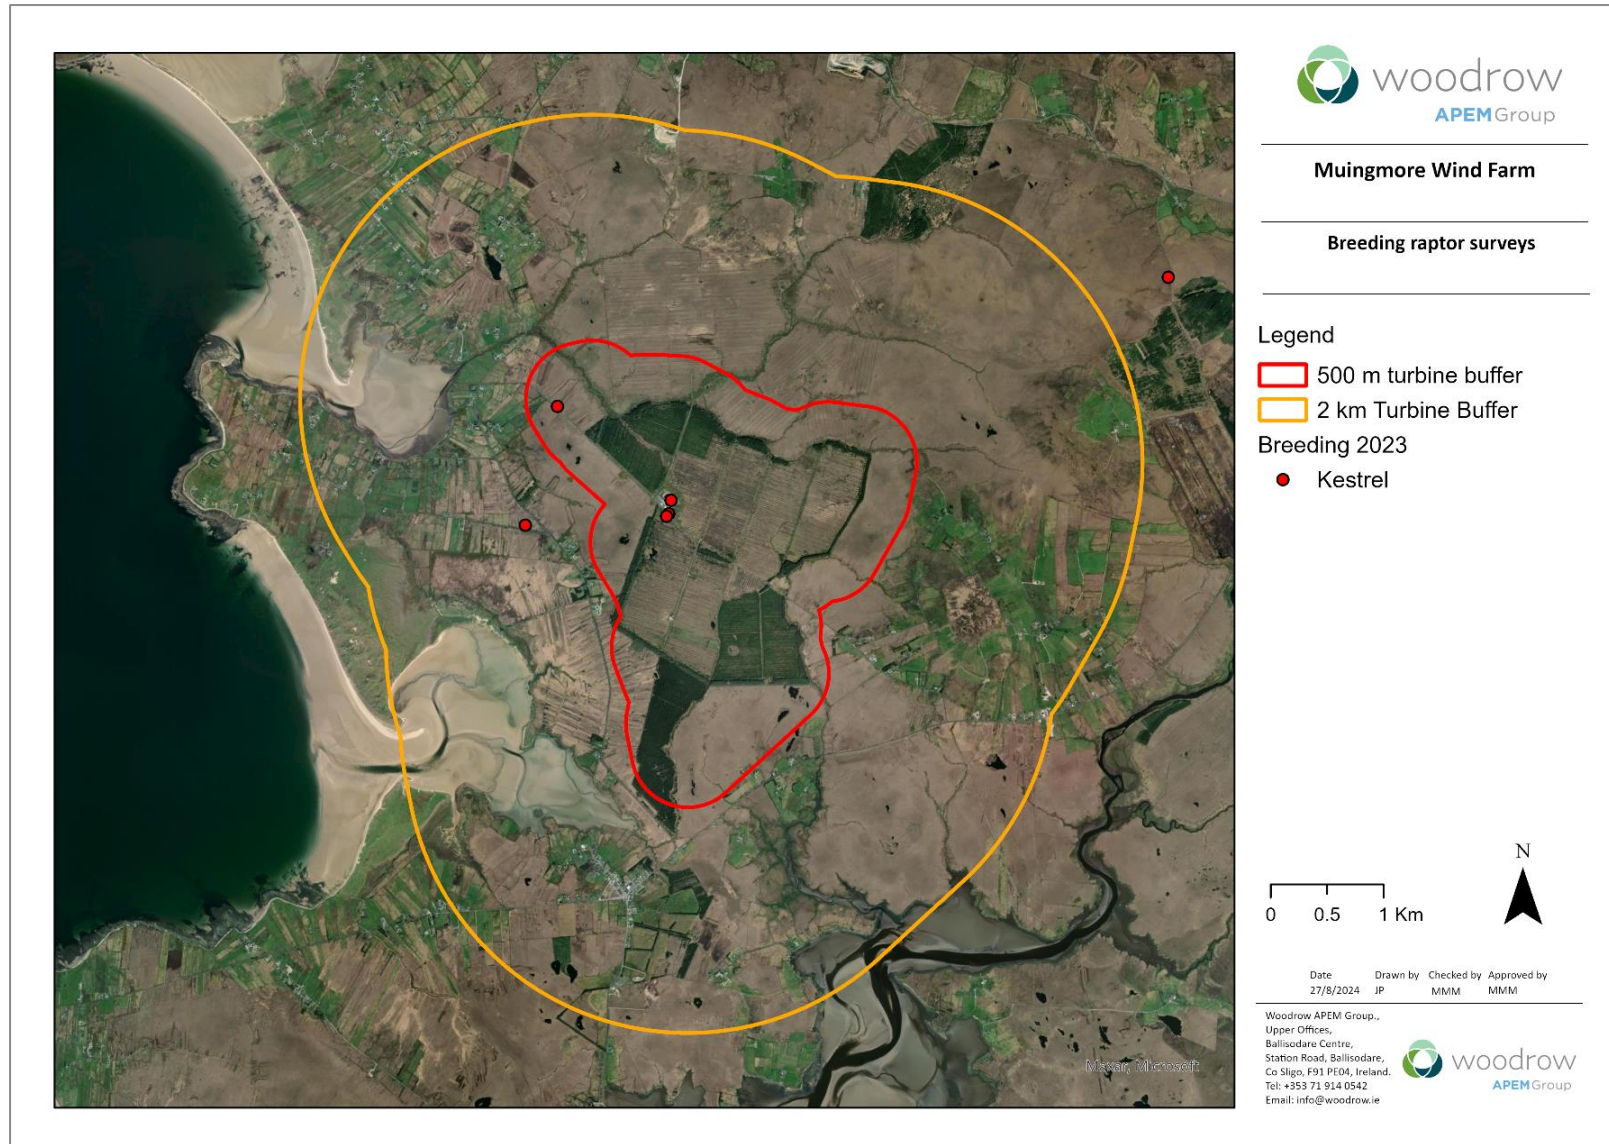 woodrow
APEMGroup
Muingmore Wind Farm
Breeding raptor surveys
Legend
500 m turbine buffer
2 km Turbine Buffer
Breeding 2023
Kestrel
N
0 0.5 1 Km
Date Drawn by Checked by Approved by
27/8/2024 JP MMM MMM
Woodrow APEM Group.,
Upper Offices,
Ballisodare Centre,
Station Road, Ballisodare,
Co Sligo, F91 PE04, Ireland.
Tel: +353 71 914 0542
Email: info@woodrow.ie
woodrow
APEMGroup
Maxar, Microsoft